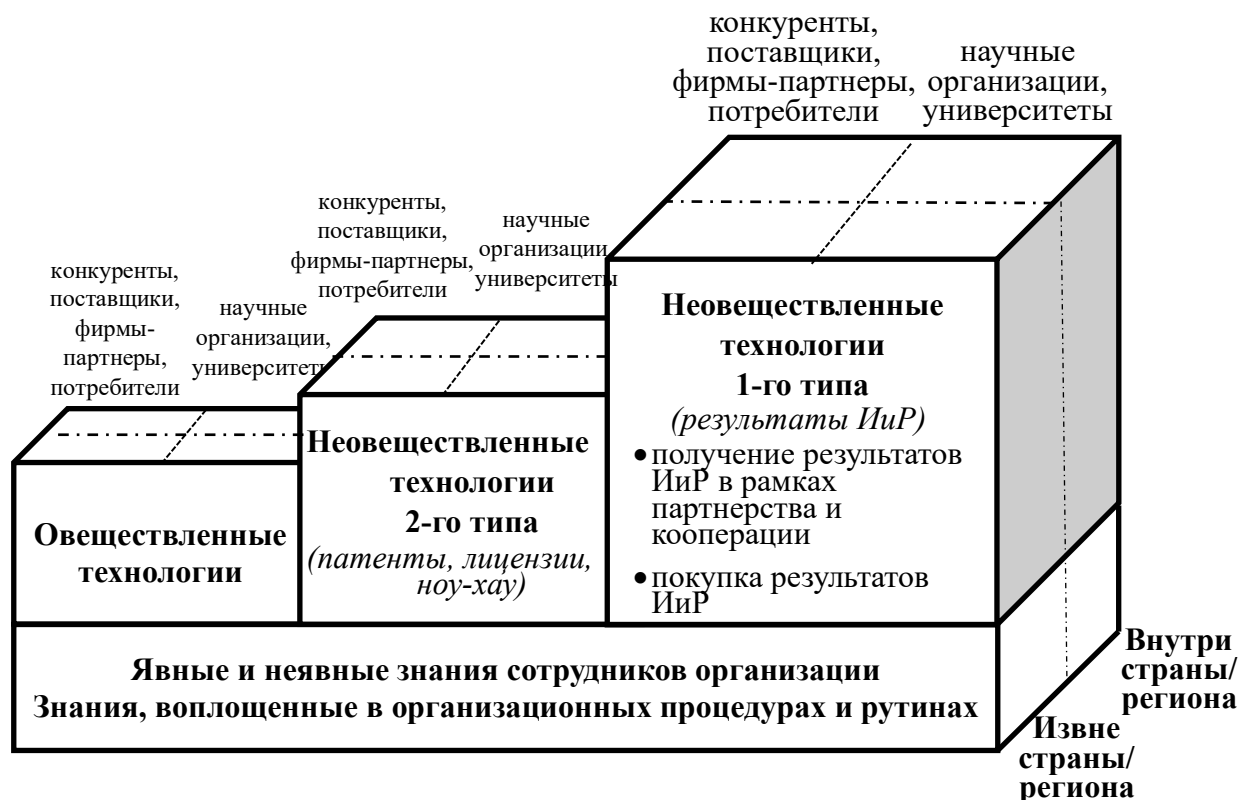 конкуренты,
поставщики,
фирмы-партнеры,
потребители
научные
организации,
университеты
конкуренты,
поставщики,
фирмы-партнеры,
потребители
научные
организации
университеты
конкуренты,
поставщики,
фирмы-
партнеры,
потребители
научные
организации,
университеты
Неовеществленные
технологии
1-го типа
(результаты ИиР)
• получение результатов
ИиР в рамках
партнерства и
кооперации
• покупка результатов
ИиР
Неовеществленные
технологии
2-го типа
(патенты, лицензии,
ноу-хау)
Овеществленные
технологии
Явные и неявные знания сотрудников организации
Знания, воплощенные в организационных процедурах и рутинах
Внутри
страны/
региона
Извне
страны/
региона